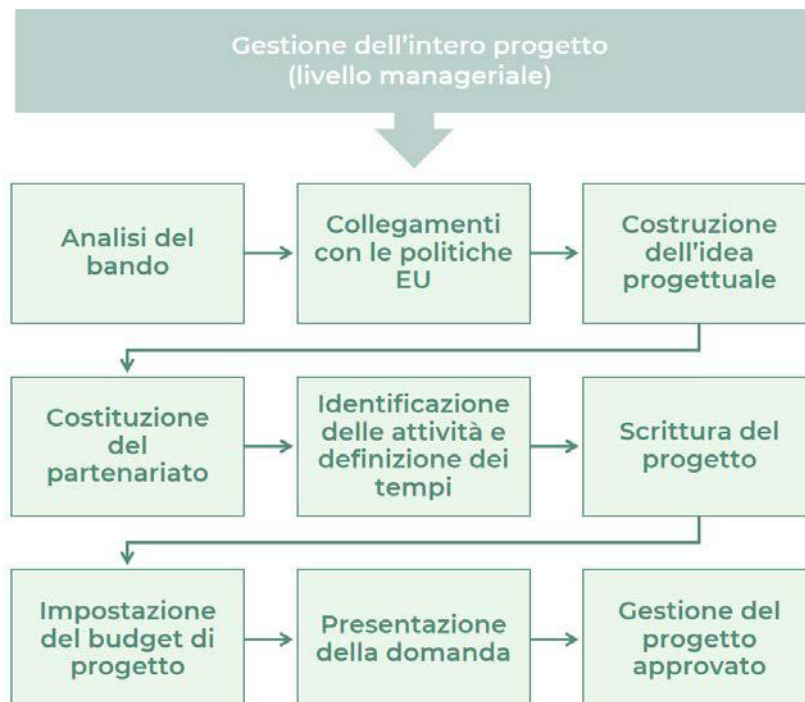 Gestione dell'intero progetto
(livello manageriale)
Analisi del
bando
Collegamenti
con le politiche
EU
Costruzione
dell'idea
progettuale
Costituzione
del
partenariato
Identificazione
delle attività e
definizione dei
tempi
Scrittura del
progetto
Impostazione
del budget di
progetto
Presentazione
della domanda
Gestione del
progetto
approvato